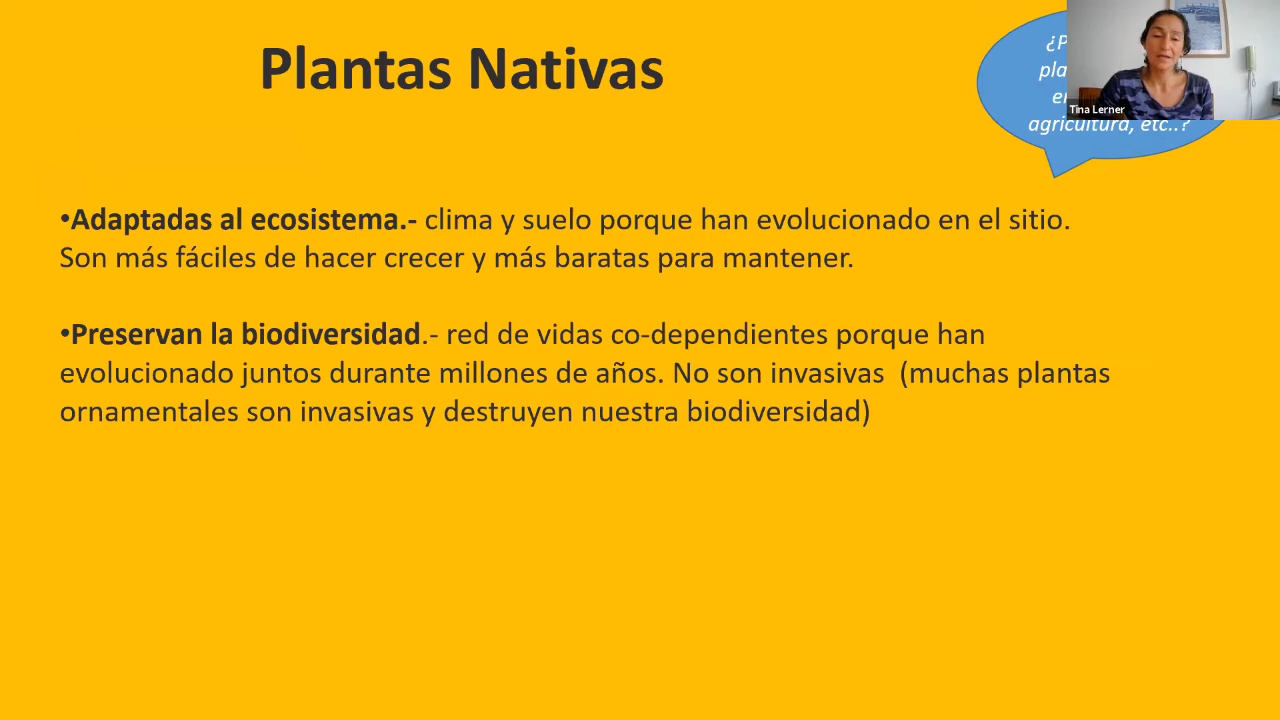 Plantas Nativas
agricultura, etc..?
Tina Lerner
•Adaptadas al ecosistema.- clima y suelo porque han evolucionado en el sitio.
Son más fáciles de hacer crecer y más baratas para mantener.
•Preservan la biodiversidad.- red de vidas co-dependientes porque han
evolucionado juntos durante millones de años. No son invasivas (muchas plantas
ornamentales son invasivas y destruyen nuestra biodiversidad)